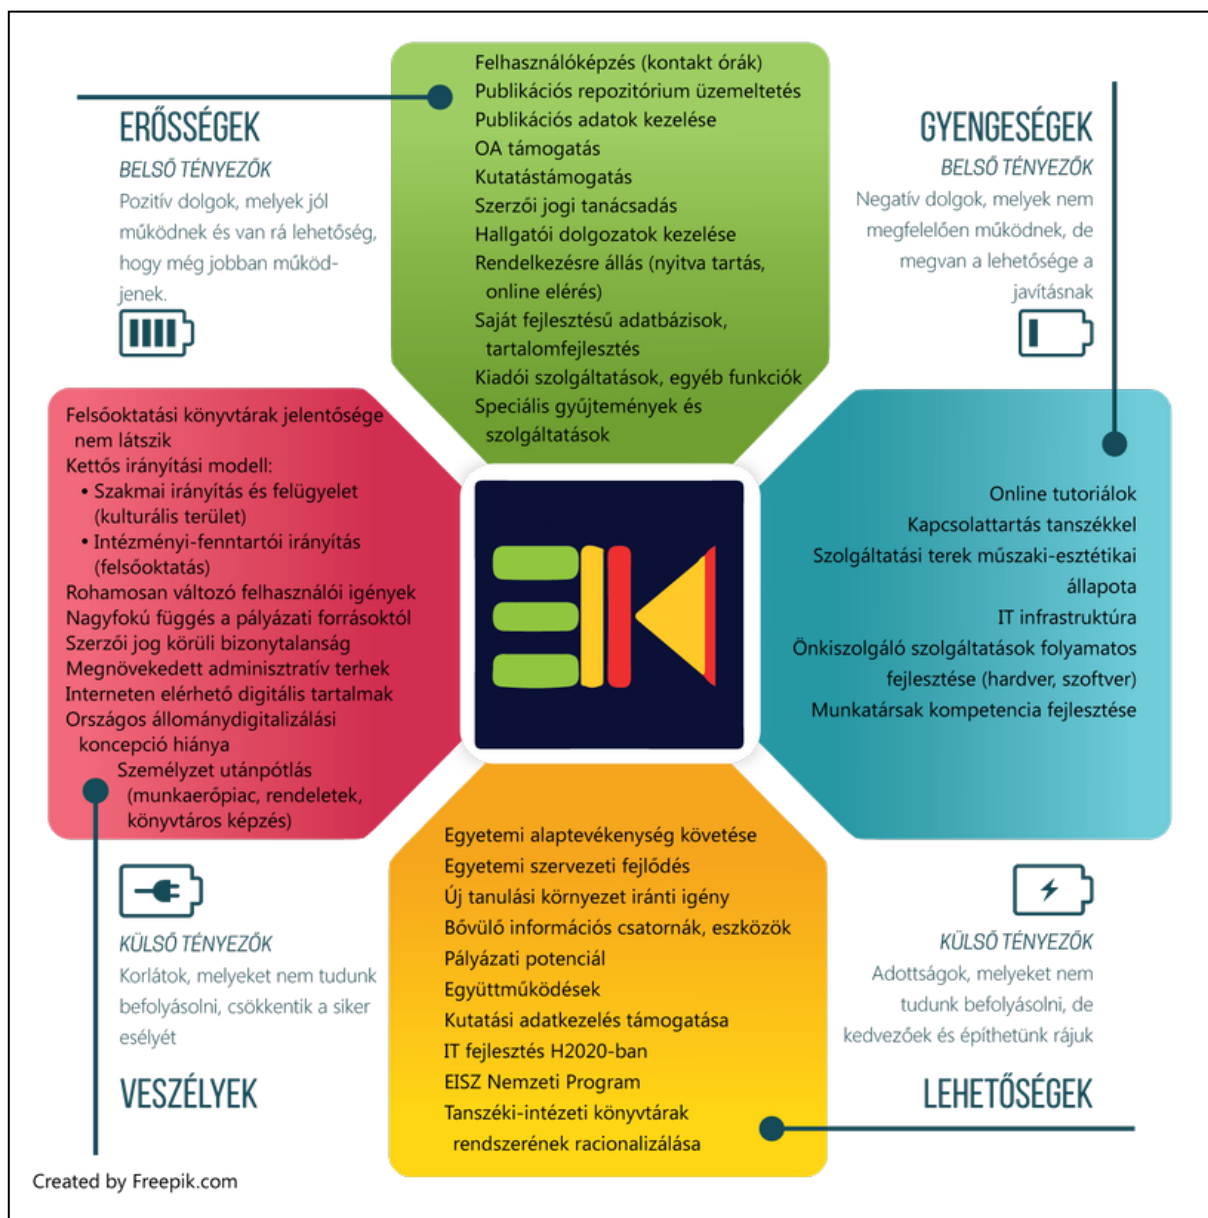 ERŐSSÉGEK
BELSŐ TÉNYEZŐK
Pozitív dolgok, melyek jól
működnek és van rá lehetőség,
hogy még jobban működ-
jenek.
Felhasználóképzés (kontakt órák)
Publikációs repozitórium üzemeltetés
Publikációs adatok kezelése
OA támogatás
Kutatástámogatás
Szerzői jogi tanácsadás
Hallgatói dolgozatok kezelése
Rendelkezésre állás (nyitva tartás,
online elérés)
Saját fejlesztésű adatbázisok,
tartalomfejlesztés
Kiadói szolgáltatások, egyéb funkciók
Speciális gyűjtemények és
szolgáltatások
GYENGESÉGEK
BELSŐ TÉNYEZŐK
Negatív dolgok, melyek nem
megfelelően működnek, de
megvan a lehetősége a
javításnak
Online tutoriálok
Kapcsolattartás tanszékkel
Szolgáltatási terek műszaki-esztétikai
állapota
IT infrastruktúra
Önkiszolgáló szolgáltatások folyamatos
fejlesztése (hardver, szoftver)
Munkatársak kompetencia fejlesztése
Felsőoktatási könyvtárak jelentősége
nem látszik
Kettős irányítási modell:
• Szakmai irányítás és felügyelet
(kulturális terület)
• Intézményi-fenntartói irányítás
(felsőoktatás)
Rohamosan változó felhasználói igények
Nagyfokú függés a pályázati forrásoktól
Szerzői jog körüli bizonytalanság
Megnövekedett adminisztratív terhek
Interneten elérhető digitális tartalmak
Országos állománydigitalizálási
koncepció hiánya
Személyzet utánpótlás
(munkaerőpiac, rendeletek,
könyvtáros képzés)
KÜLSŐ TÉNYEZŐK
Korlátok, melyeket nem tudunk
befolyásolni, csökkentik a siker
esélyét
VESZÉLYEK
Egyetemi alaptevékenység követése
Egyetemi szervezeti fejlődés
Új tanulási környezet iránti igény
Bővülő információs csatornák, eszközök
Pályázati potenciál
Együttműködések
Kutatási adatkezelés támogatása
IT fejlesztés H2020-ban
EISZ Nemzeti Program
Tanszéki-intézeti könyvtárak
rendszerének racionalizálása
KÜLSŐ TÉNYEZŐK
Adottságok, melyeket nem
tudunk befolyásolni, de
kedvezőek és építhetünk rájuk
LEHETŐSÉGEK
Created by Freepik.com